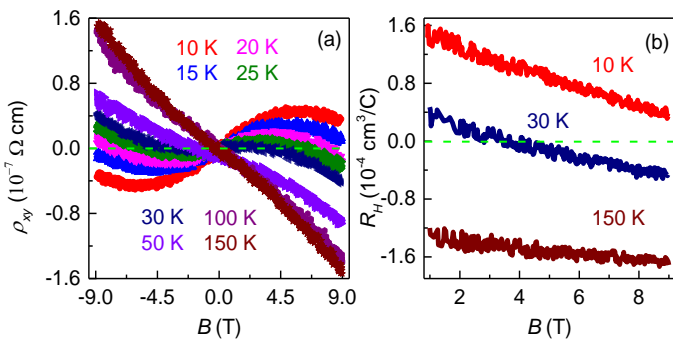 (a)
10 K 20 K
15 K 25 K
30 K 100 K
50 K 150 K
1.6
0.8
0.0
-0.8
-1.6
ρxy (10⁻⁷ Ω cm)
-9.0 -4.5 0.0 4.5 9.0
B (T)
(b)
10 K
30 K
150 K
1.6
0.8
0.0
-0.8
-1.6
RH (10⁻⁴ cm³/C)
2 4 6 8
B (T)